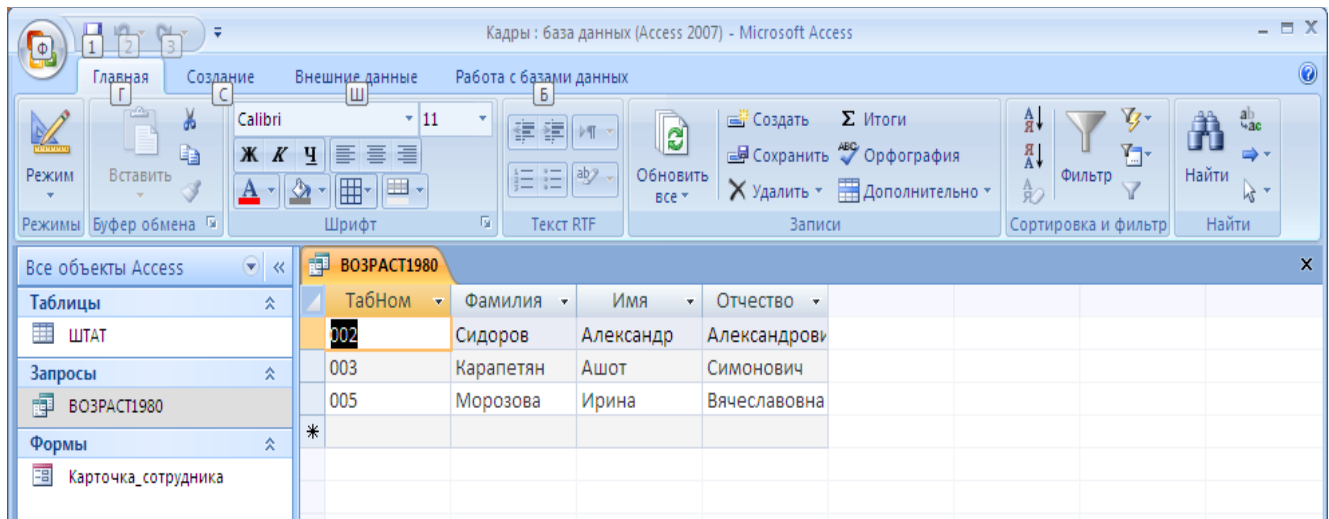 Кадры : база данных (Access 2007) - Microsoft Access
Ф 1 2 3
Главная Создание Внешние данные Работа с базами данных
Г С Ш Б
Calibri 11
Создать Σ Итоги
Ж К Ч
Сохранить Орфография
Режим Вставить Обновить все Фильтр Найти
Удалить Дополнительно
Режимы Буфер обмена Шрифт Текст RTF Записи Сортировка и фильтр Найти
Все объекты Access ВОЗРАСТ1980
Таблицы ТабНом Фамилия Имя Отчество
ШТАТ 002 Сидоров Александр Александрови
Запросы 003 Карапетян Ашот Симонович
ВОЗРАСТ1980 005 Морозова Ирина Вячеславовна
Формы
Карточка_сотрудника